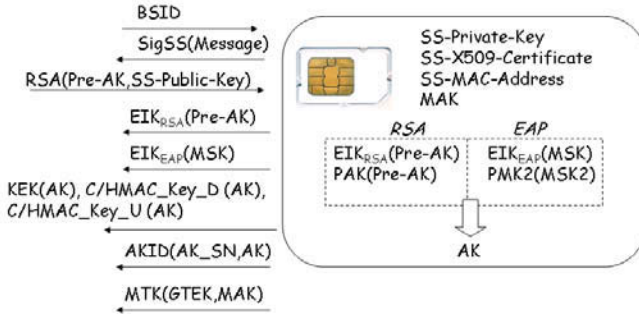 BSID
SigSS(Message)
RSA(Pre-AK,SS-Public-Key)
EIKRSA(Pre-AK)
EIKEAP(MSK)
KEK(AK), C/HMAC_Key_D (AK),
C/HMAC_Key_U (AK)
AKID(AK_SN,AK)
MTK(GTEK,MAK)
SS-Private-Key
SS-X509-Certificate
SS-MAC-Address
MAK
RSA
EAP
EIKRSA(Pre-AK)
PAK(Pre-AK)
EIKEAP(MSK)
PMK2(MSK2)
AK